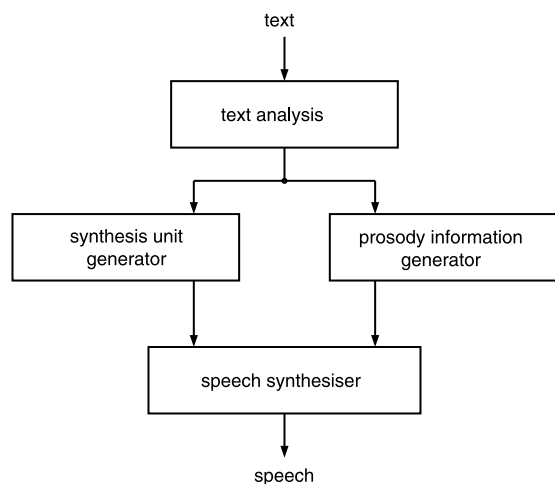 text
text analysis
synthesis unit
generator
prosody information
generator
speech synthesiser
speech